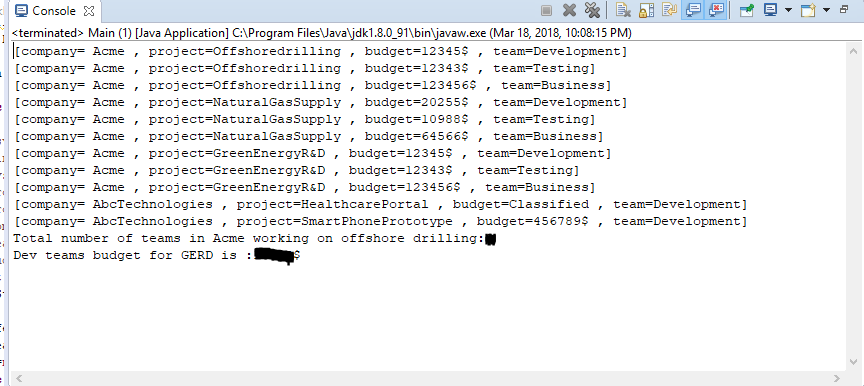 Console
<terminated> Main (1) [Java Application] C:\Program Files\Java\jdk1.8.0_91\bin\javaw.exe (Mar 18, 2018, 10:08:15 PM)
[company= Acme , project=Offshoredrilling , budget=12345$ , team=Development]
[company= Acme , project=Offshoredrilling , budget=12343$ , team=Testing]
[company= Acme , project=Offshoredrilling , budget=123456$ , team=Business]
[company= Acme , project=NaturalGasSupply , budget=20255$ , team=Development]
[company= Acme , project=NaturalGasSupply , budget=10988$ , team=Testing]
[company= Acme , project=NaturalGasSupply , budget=64566$ , team=Business]
[company= Acme , project=GreenEnergyR&D , budget=12345$ , team=Development]
[company= Acme , project=GreenEnergyR&D , budget=12343$ , team=Testing]
[company= Acme , project=GreenEnergyR&D , budget=123456$ , team=Business]
[company= AbcTechnologies , project=HealthcarePortal , budget=Classified , team=Development]
[company= AbcTechnologies , project=SmartPhonePrototype , budget=456789$ , team=Development]
Total number of teams in Acme working on offshore drilling:
Dev teams budget for GERD is :$